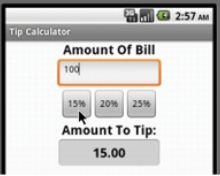 2:57 AM
Tip Calculator
Amount Of Bill
100
15% 20% 25%
Amount To Tip:
15.00